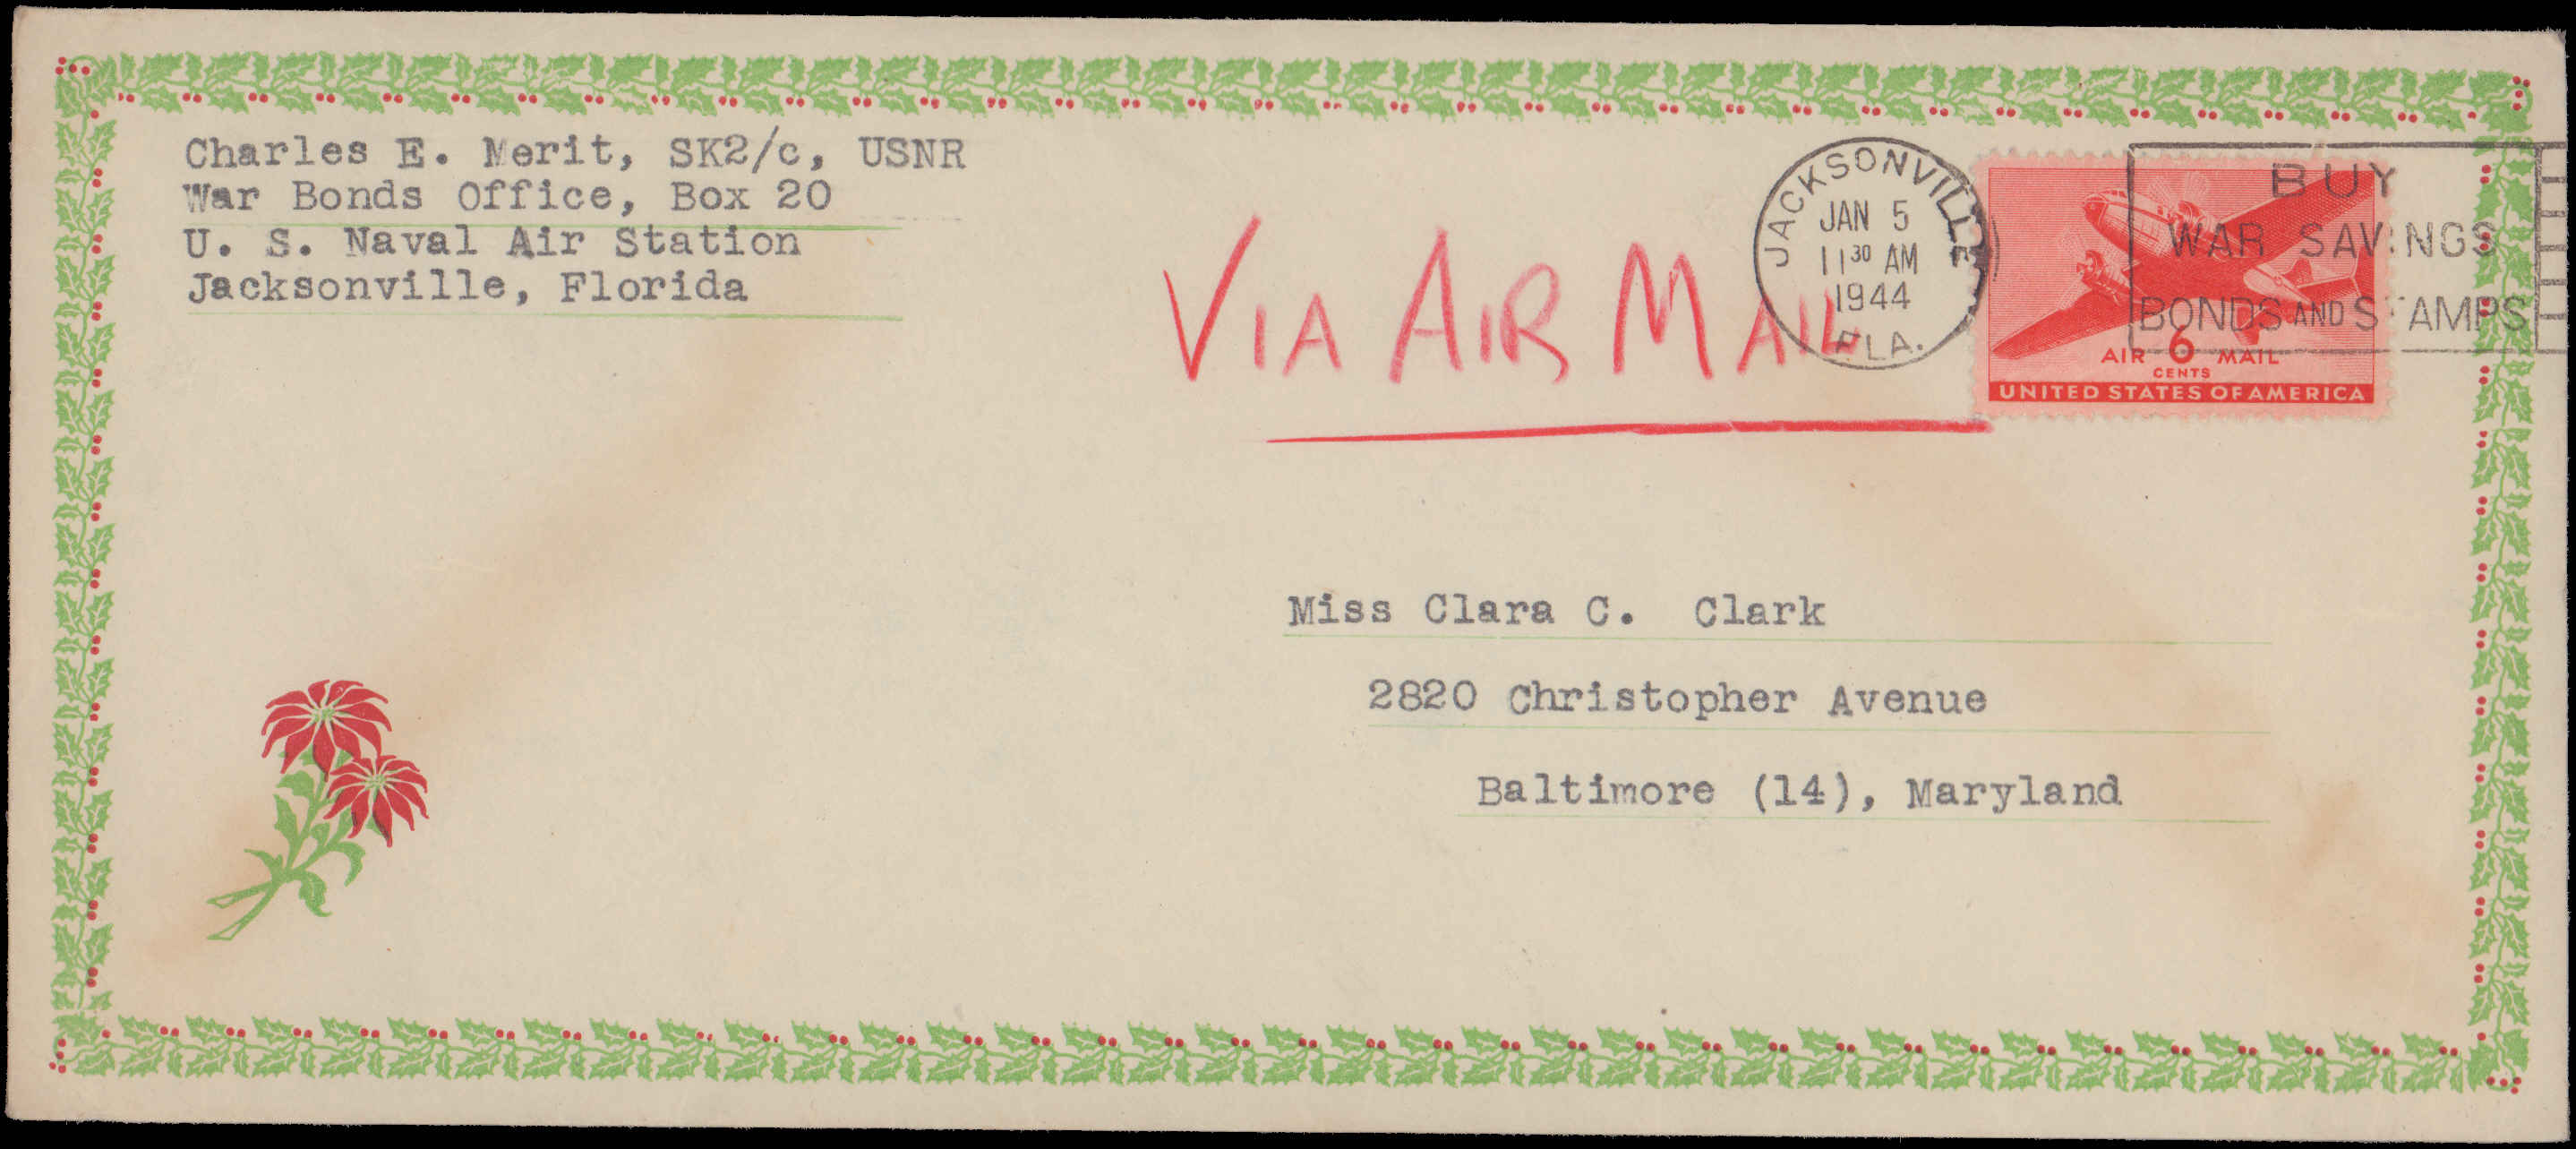 Charles E. Merit, SK2/c, USNR
War Bonds Office, Box 20
U. S. Naval Air Station
Jacksonville, Florida
VIA AIR MAIL
JACKSONVILLE
JAN 5
11 30 AM
1944
FLA.
BUY
WAR SAVINGS
BONDS AND STAMPS
AIR 6 MAIL
CENTS
UNITED STATES OF AMERICA
Miss Clara C. Clark
2820 Christopher Avenue
Baltimore (14), Maryland